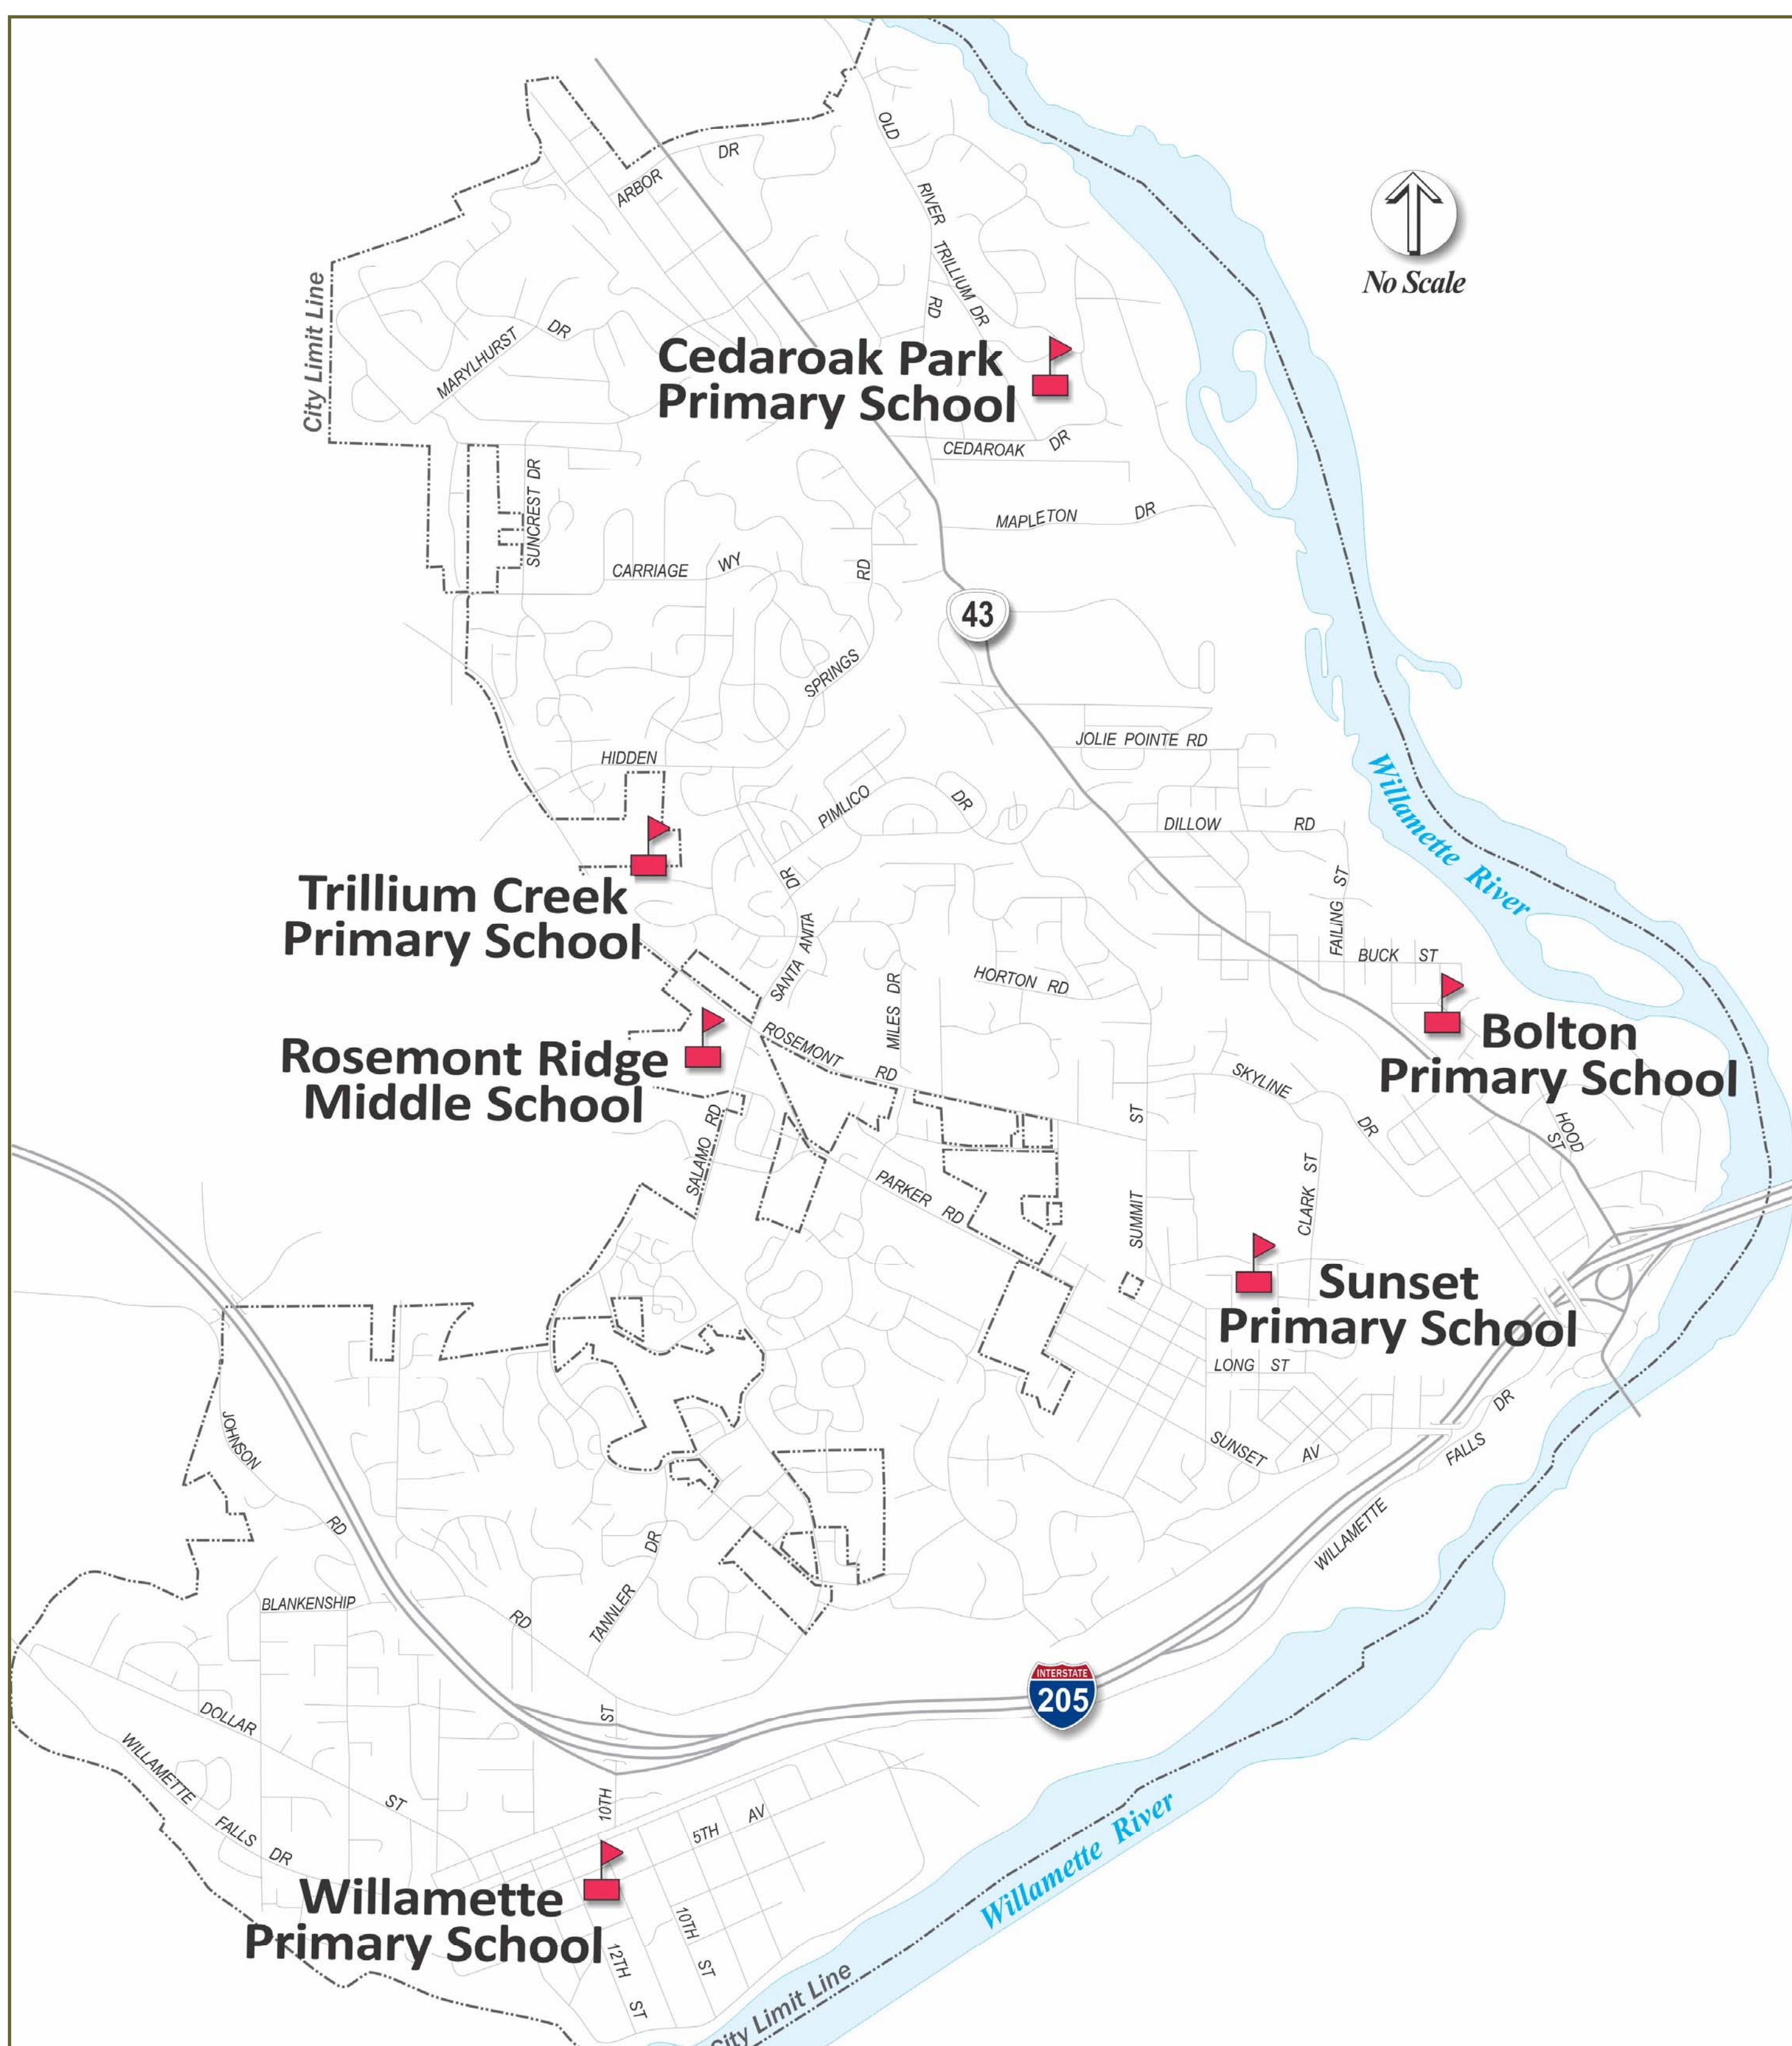 OLD
DR
ARBOR
RIVER
TRILLIUM DR
RD
No Scale
City Limit Line
MARYLHURST
DR
Cedaroak Park
Primary School
CEDAROAK
DR
SUNCREST DR
MAPLETON
DR
CARRIAGE
WY
RD
43
SPRINGS
HIDDEN
JOLIE POINTE RD
PIMLICO
DR
DILLOW
RD
Willamette River
DR
FAILING ST
Trillium Creek
Primary School
SANTA ANITA
BUCK ST
HORTON RD
MILES DR
ROSEMONT
RD
Rosemont Ridge
Middle School
Bolton
Primary School
SKYLINE
DR
HOOD
ST
SALAMO RD
ST
SUMMIT
PARKER RD
CLARK ST
Sunset
Primary School
LONG ST
JOHNSON
RD
SUNSET
AV
DR
FALLS
WILLAMETTE
DR
TANNLER
BLANKENSHIP
RD
INTERSTATE
205
DOLLAR
ST
ST
10TH
WILLAMETTE
FALLS
DR
5TH
AV
Willamette River
Willamette
Primary School
10TH
ST
12TH
ST
City Limit Line